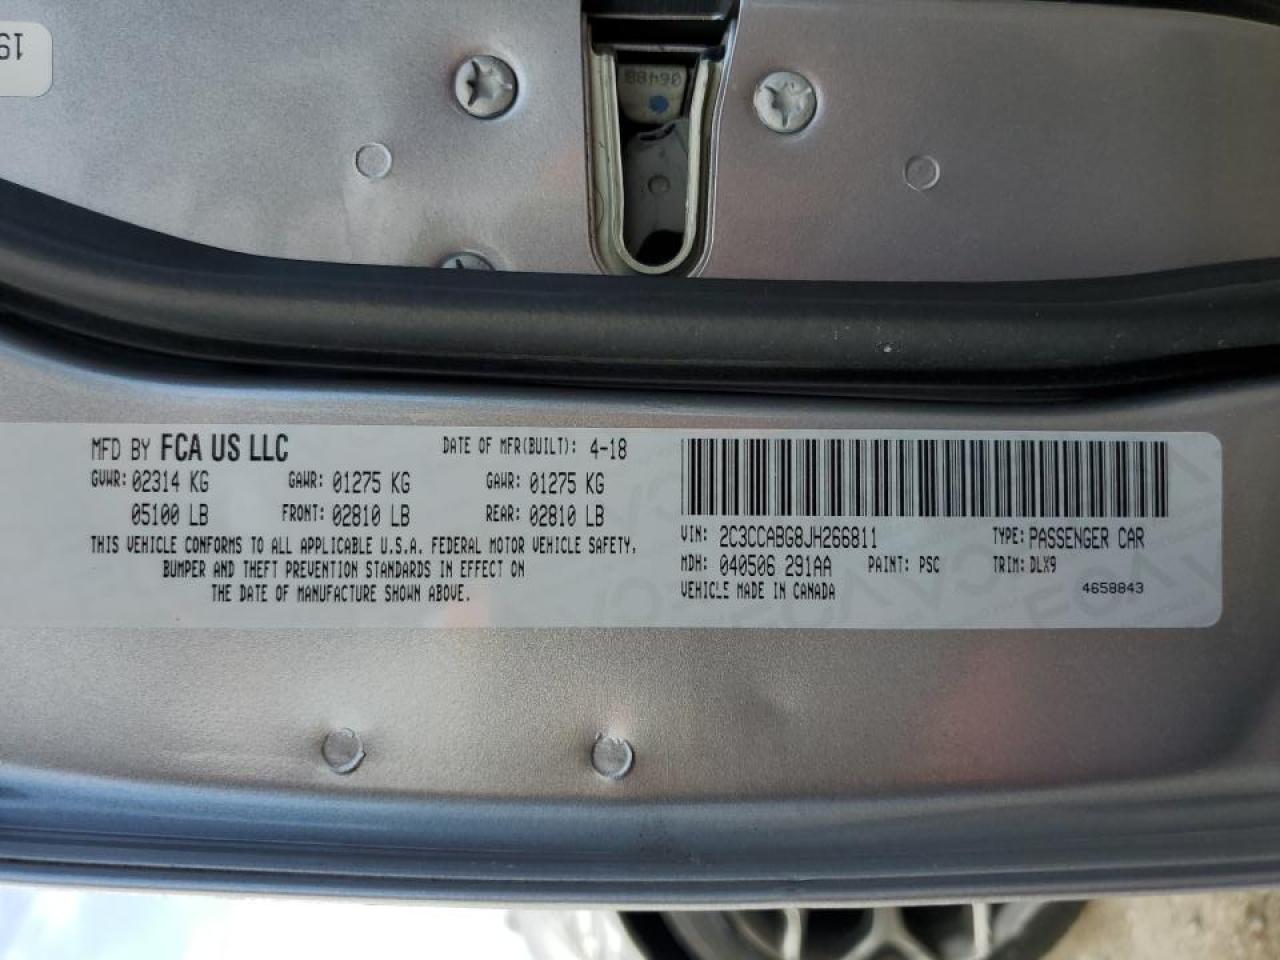 19
06488
MFD BY FCA US LLC DATE OF MFR(BUILT): 4-18
GVWR: 02314 KG GAWR: 01275 KG GAWR: 01275 KG
05100 LB FRONT: 02810 LB REAR: 02810 LB
THIS VEHICLE CONFORMS TO ALL APPLICABLE U.S.A. FEDERAL MOTOR VEHICLE SAFETY,
BUMPER AND THEFT PREVENTION STANDARDS IN EFFECT ON
THE DATE OF MANUFACTURE SHOWN ABOVE.
VIN: 2C3CCABG8JH266811 TYPE: PASSENGER CAR
MDH: 040506 291AA PAINT: PSC TRIM: DLX9
VEHICLE MADE IN CANADA 4658843